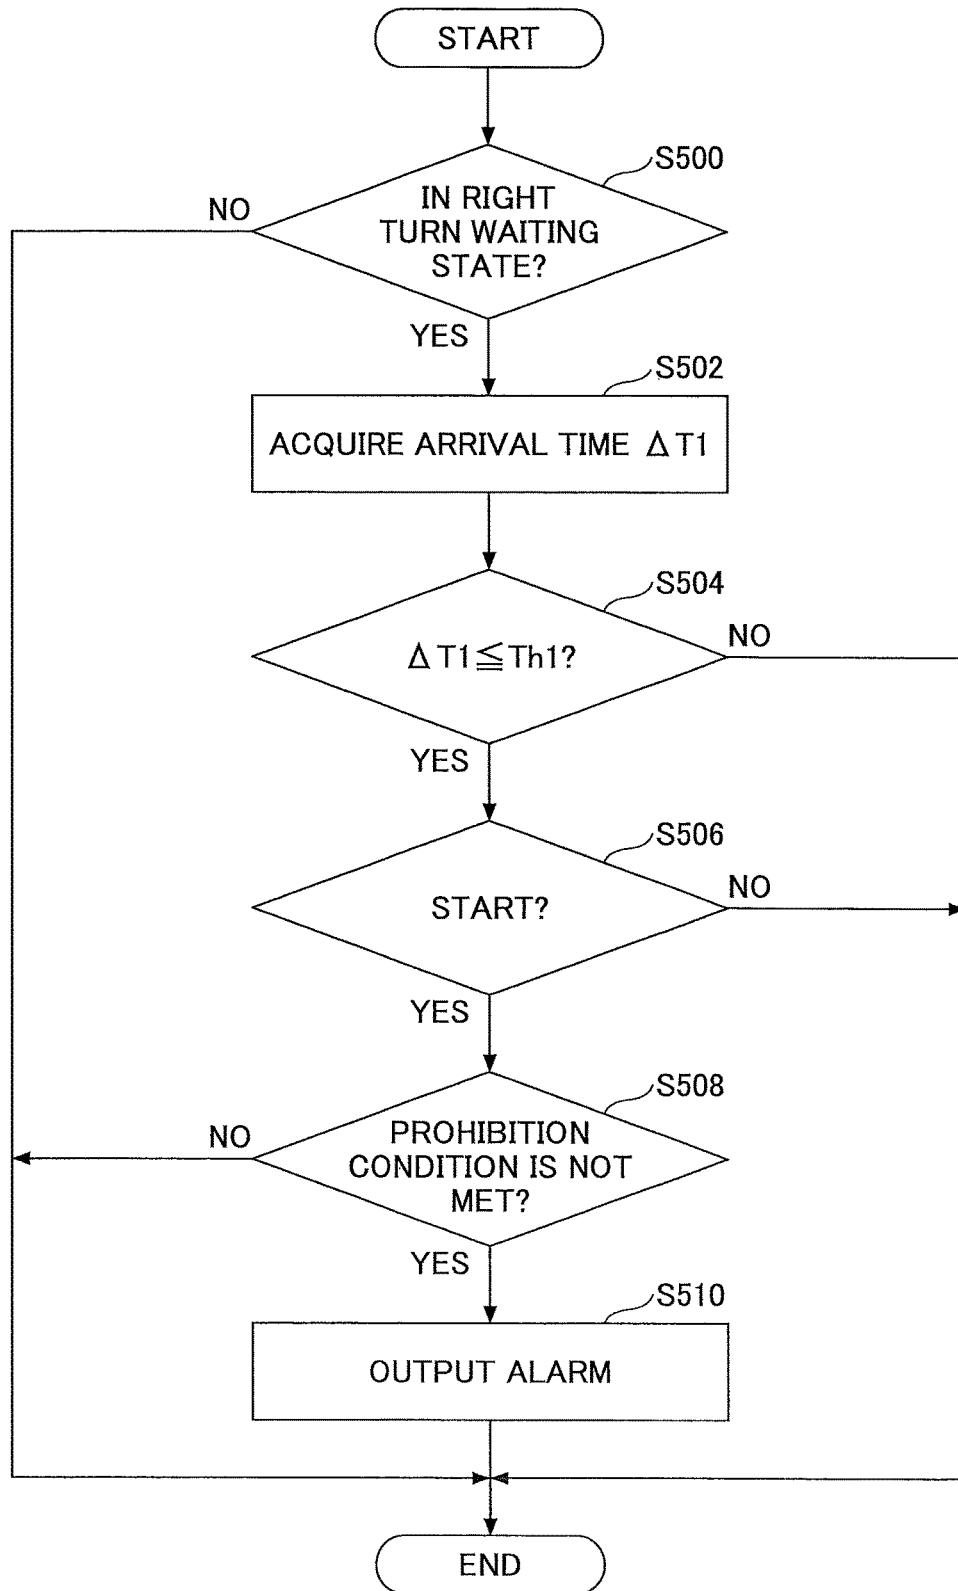 START
S500
NO
IN RIGHT
TURN WAITING
STATE?
YES
S502
ACQUIRE ARRIVAL TIME ΔT1
S504
NO
ΔT1≦Th1?
YES
S506
NO
START?
YES
S508
NO
PROHIBITION
CONDITION IS NOT
MET?
YES
S510
OUTPUT ALARM
END